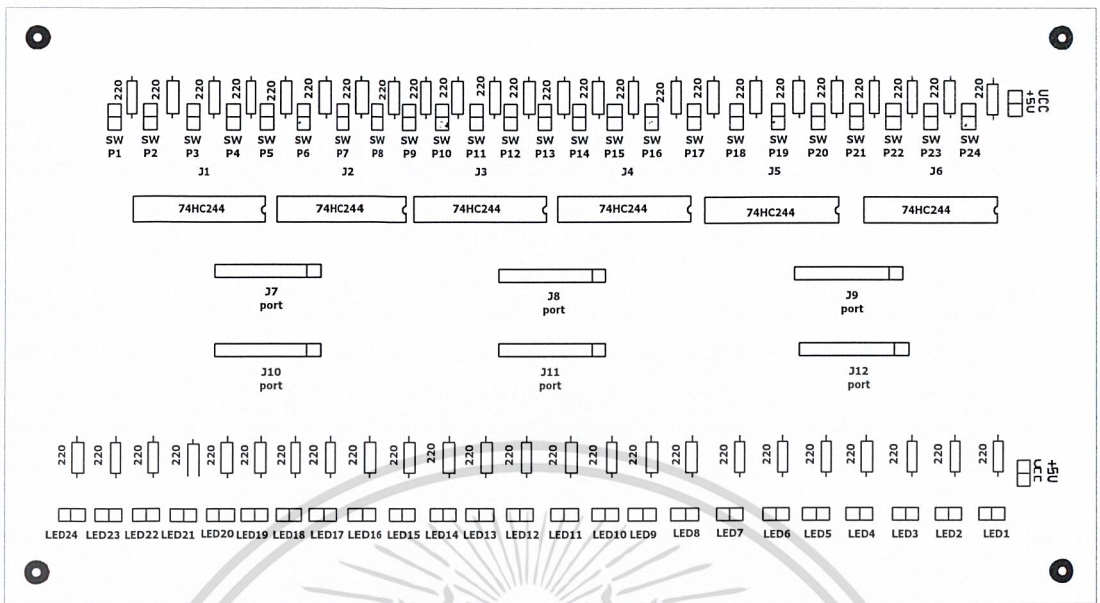 220 220 220 220 220 220 220 220 220 220 220 220 220 220 220 220 220 220 220 220 220 220 220 220 VCC +5V
SW SW SW SW SW SW SW SW SW SW SW SW SW SW SW SW SW SW SW SW SW SW SW SW
P1 P2 P3 P4 P5 P6 P7 P8 P9 P10 P11 P12 P13 P14 P15 P16 P17 P18 P19 P20 P21 P22 P23 P24
J1 J2 J3 J4 J5 J6
74HC244 74HC244 74HC244 74HC244 74HC244 74HC244
J7 J8 J9
port port port
J10 J11 J12
port port port
220 220 220 220 220 220 220 220 220 220 220 220 220 220 220 220 220 220 220 220 220 220 220 220 +5V VCC
LED24 LED23 LED22 LED21 LED20 LED19 LED18 LED17 LED16 LED15 LED14 LED13 LED12 LED11 LED10 LED9 LED8 LED7 LED6 LED5 LED4 LED3 LED2 LED1